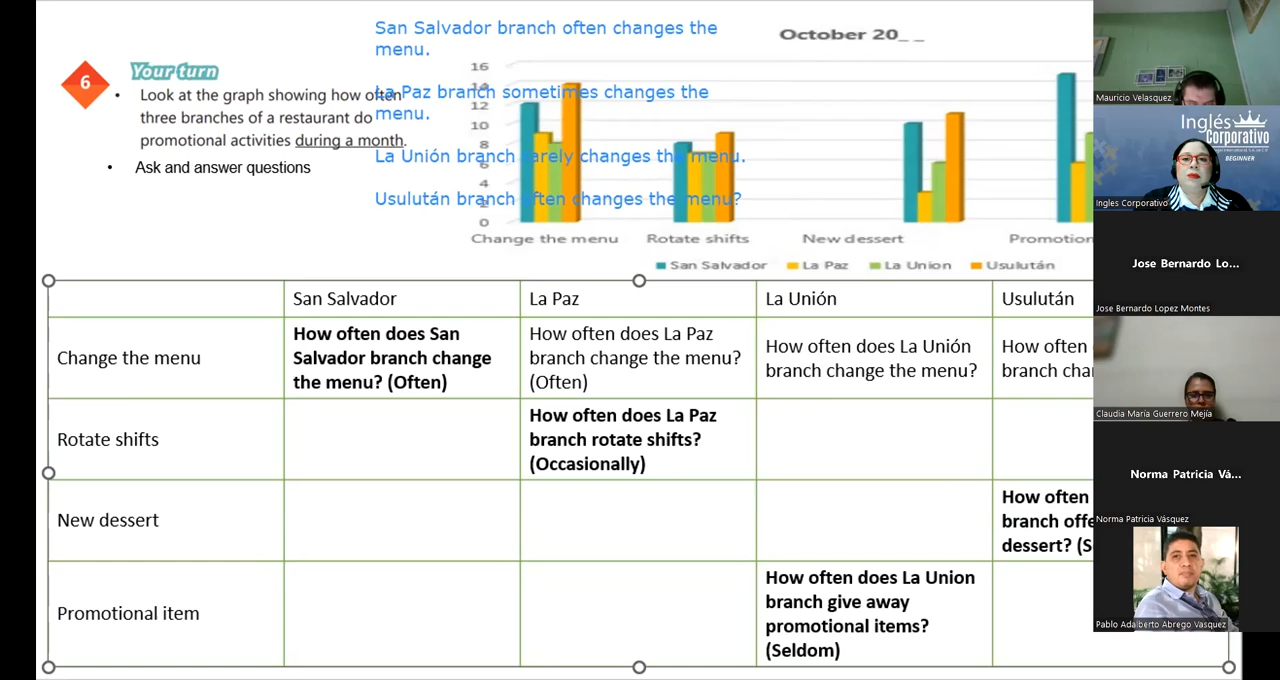 San Salvador branch often changes the
menu.
La Paz branch sometimes changes the
menu.
La Unión branch rarely changes the menu.
Usulután branch often changes the menu?
6
Your turn
• Look at the graph showing how often
three branches of a restaurant do
promotional activities during a month.
• Ask and answer questions
October 20_ _
16
14
12
10
8
6
4
2
0
Change the menu
Rotate shifts
New dessert
Promotion
San Salvador
La Paz
La Union
Usulután
San Salvador
La Paz
La Unión
Usulután
Change the menu
How often does San
Salvador branch change
the menu? (Often)
How often does La Paz
branch change the menu?
(Often)
How often does La Unión
branch change the menu?
How often
branch cha
Rotate shifts
How often does La Paz
branch rotate shifts?
(Occasionally)
New dessert
How often
branch offe
dessert? (S
Promotional item
How often does La Union
branch give away
promotional items?
(Seldom)
Mauricio Velasquez
Inglés
Corporativo
BEGINNER
Ingles Corporativo
Jose Bernardo Lo...
Jose Bernardo Lopez Montes
Claudia María Guerrero Mejía
Norma Patricia Vá...
Norma Patricia Vásquez
Pablo Adalberto Abrego Vasquez